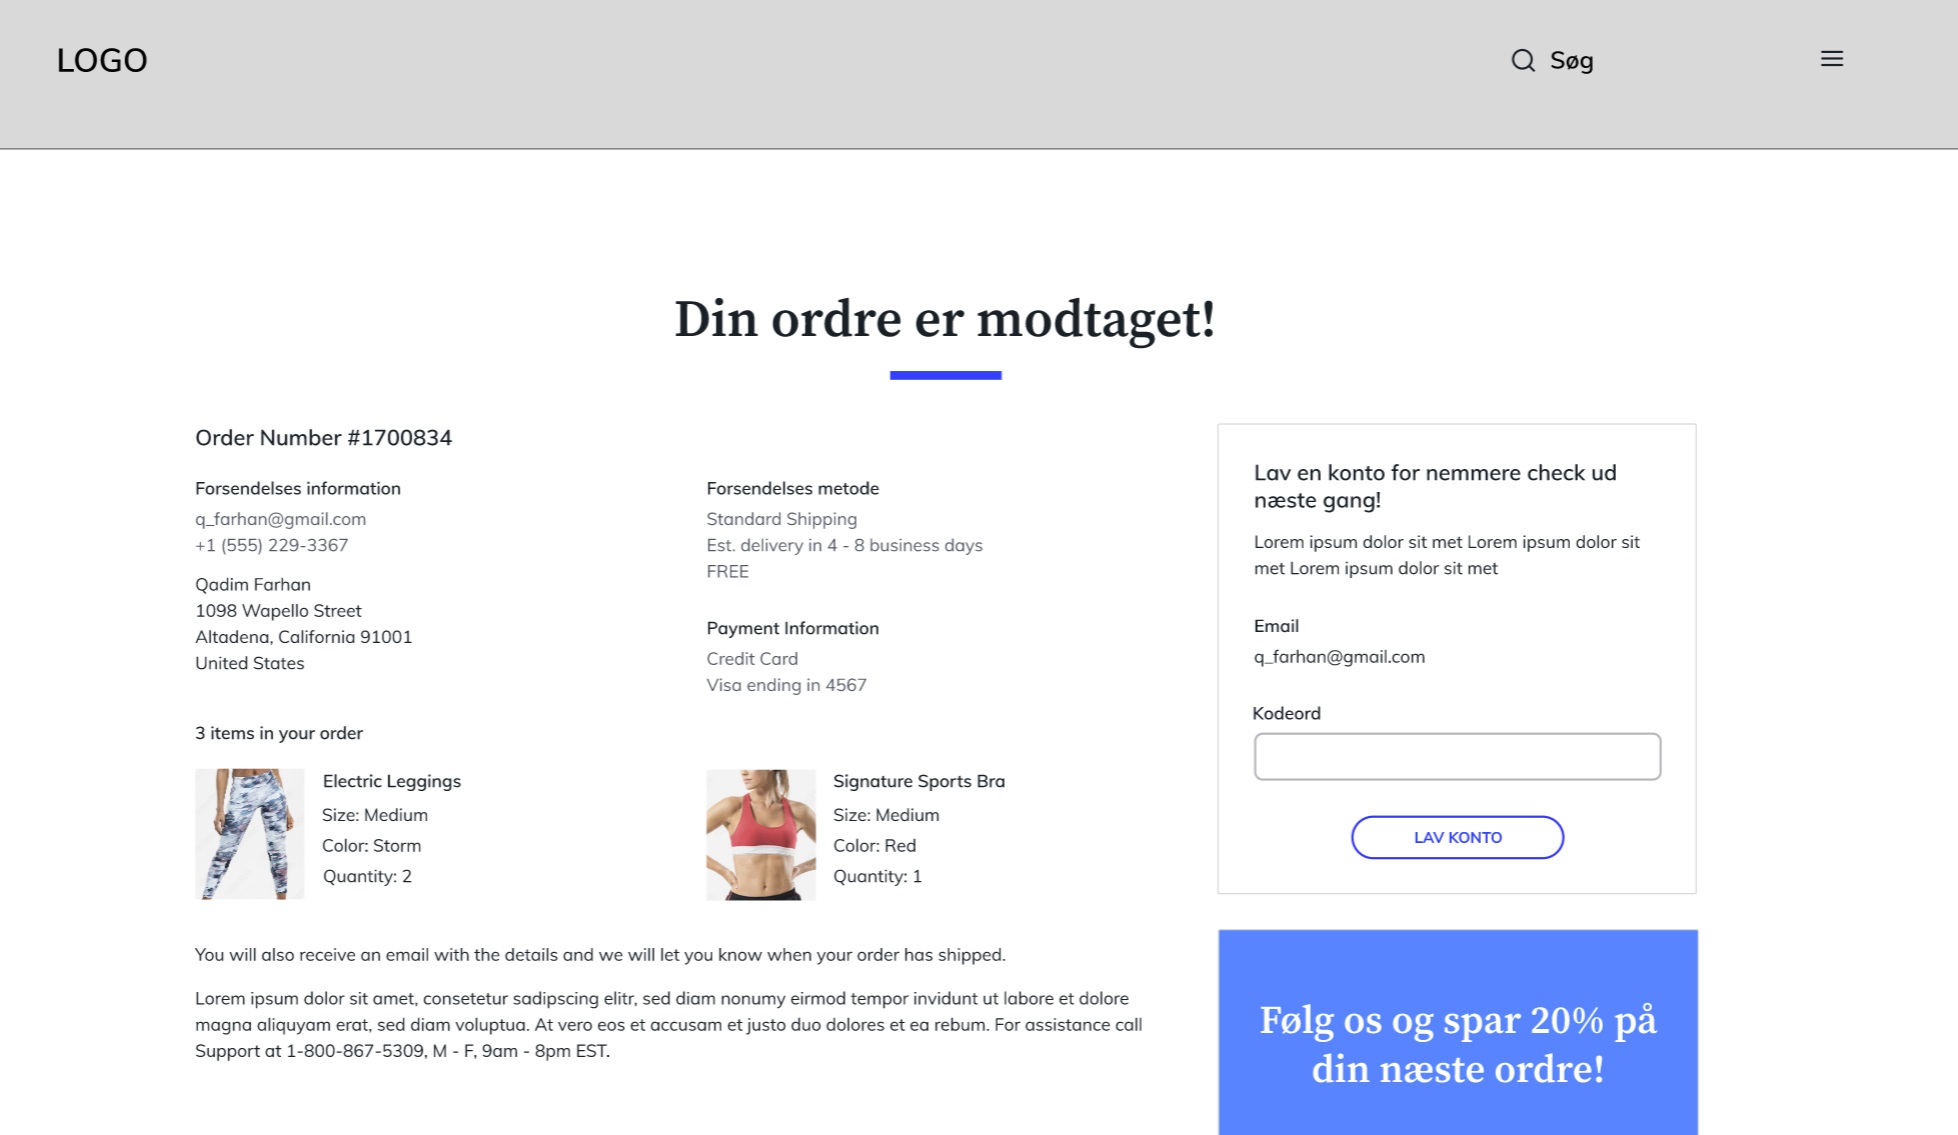 LOGO
Søg
Din ordre er modtaget!
Order Number #1700834
Forsendelses information
q_farhan@gmail.com
+1 (555) 229-3367
Qadim Farhan
1098 Wapello Street
Altadena, California 91001
United States
Forsendelses metode
Standard Shipping
Est. delivery in 4 - 8 business days
FREE
Payment Information
Credit Card
Visa ending in 4567
3 items in your order
Electric Leggings
Size: Medium
Color: Storm
Quantity: 2
Signature Sports Bra
Size: Medium
Color: Red
Quantity: 1
You will also receive an email with the details and we will let you know when your order has shipped.
Lorem ipsum dolor sit amet, consetetur sadipscing elitr, sed diam nonumy eirmod tempor invidunt ut labore et dolore
magna aliquyam erat, sed diam voluptua. At vero eos et accusam et justo duo dolores et ea rebum. For assistance call
Support at 1-800-867-5309, M - F, 9am - 8pm EST.
Lav en konto for nemmere check ud
næste gang!
Lorem ipsum dolor sit met Lorem ipsum dolor sit
met Lorem ipsum dolor sit met
Email
q_farhan@gmail.com
Kodeord
LAV KONTO
Følg os og spar 20% på
din næste ordre!